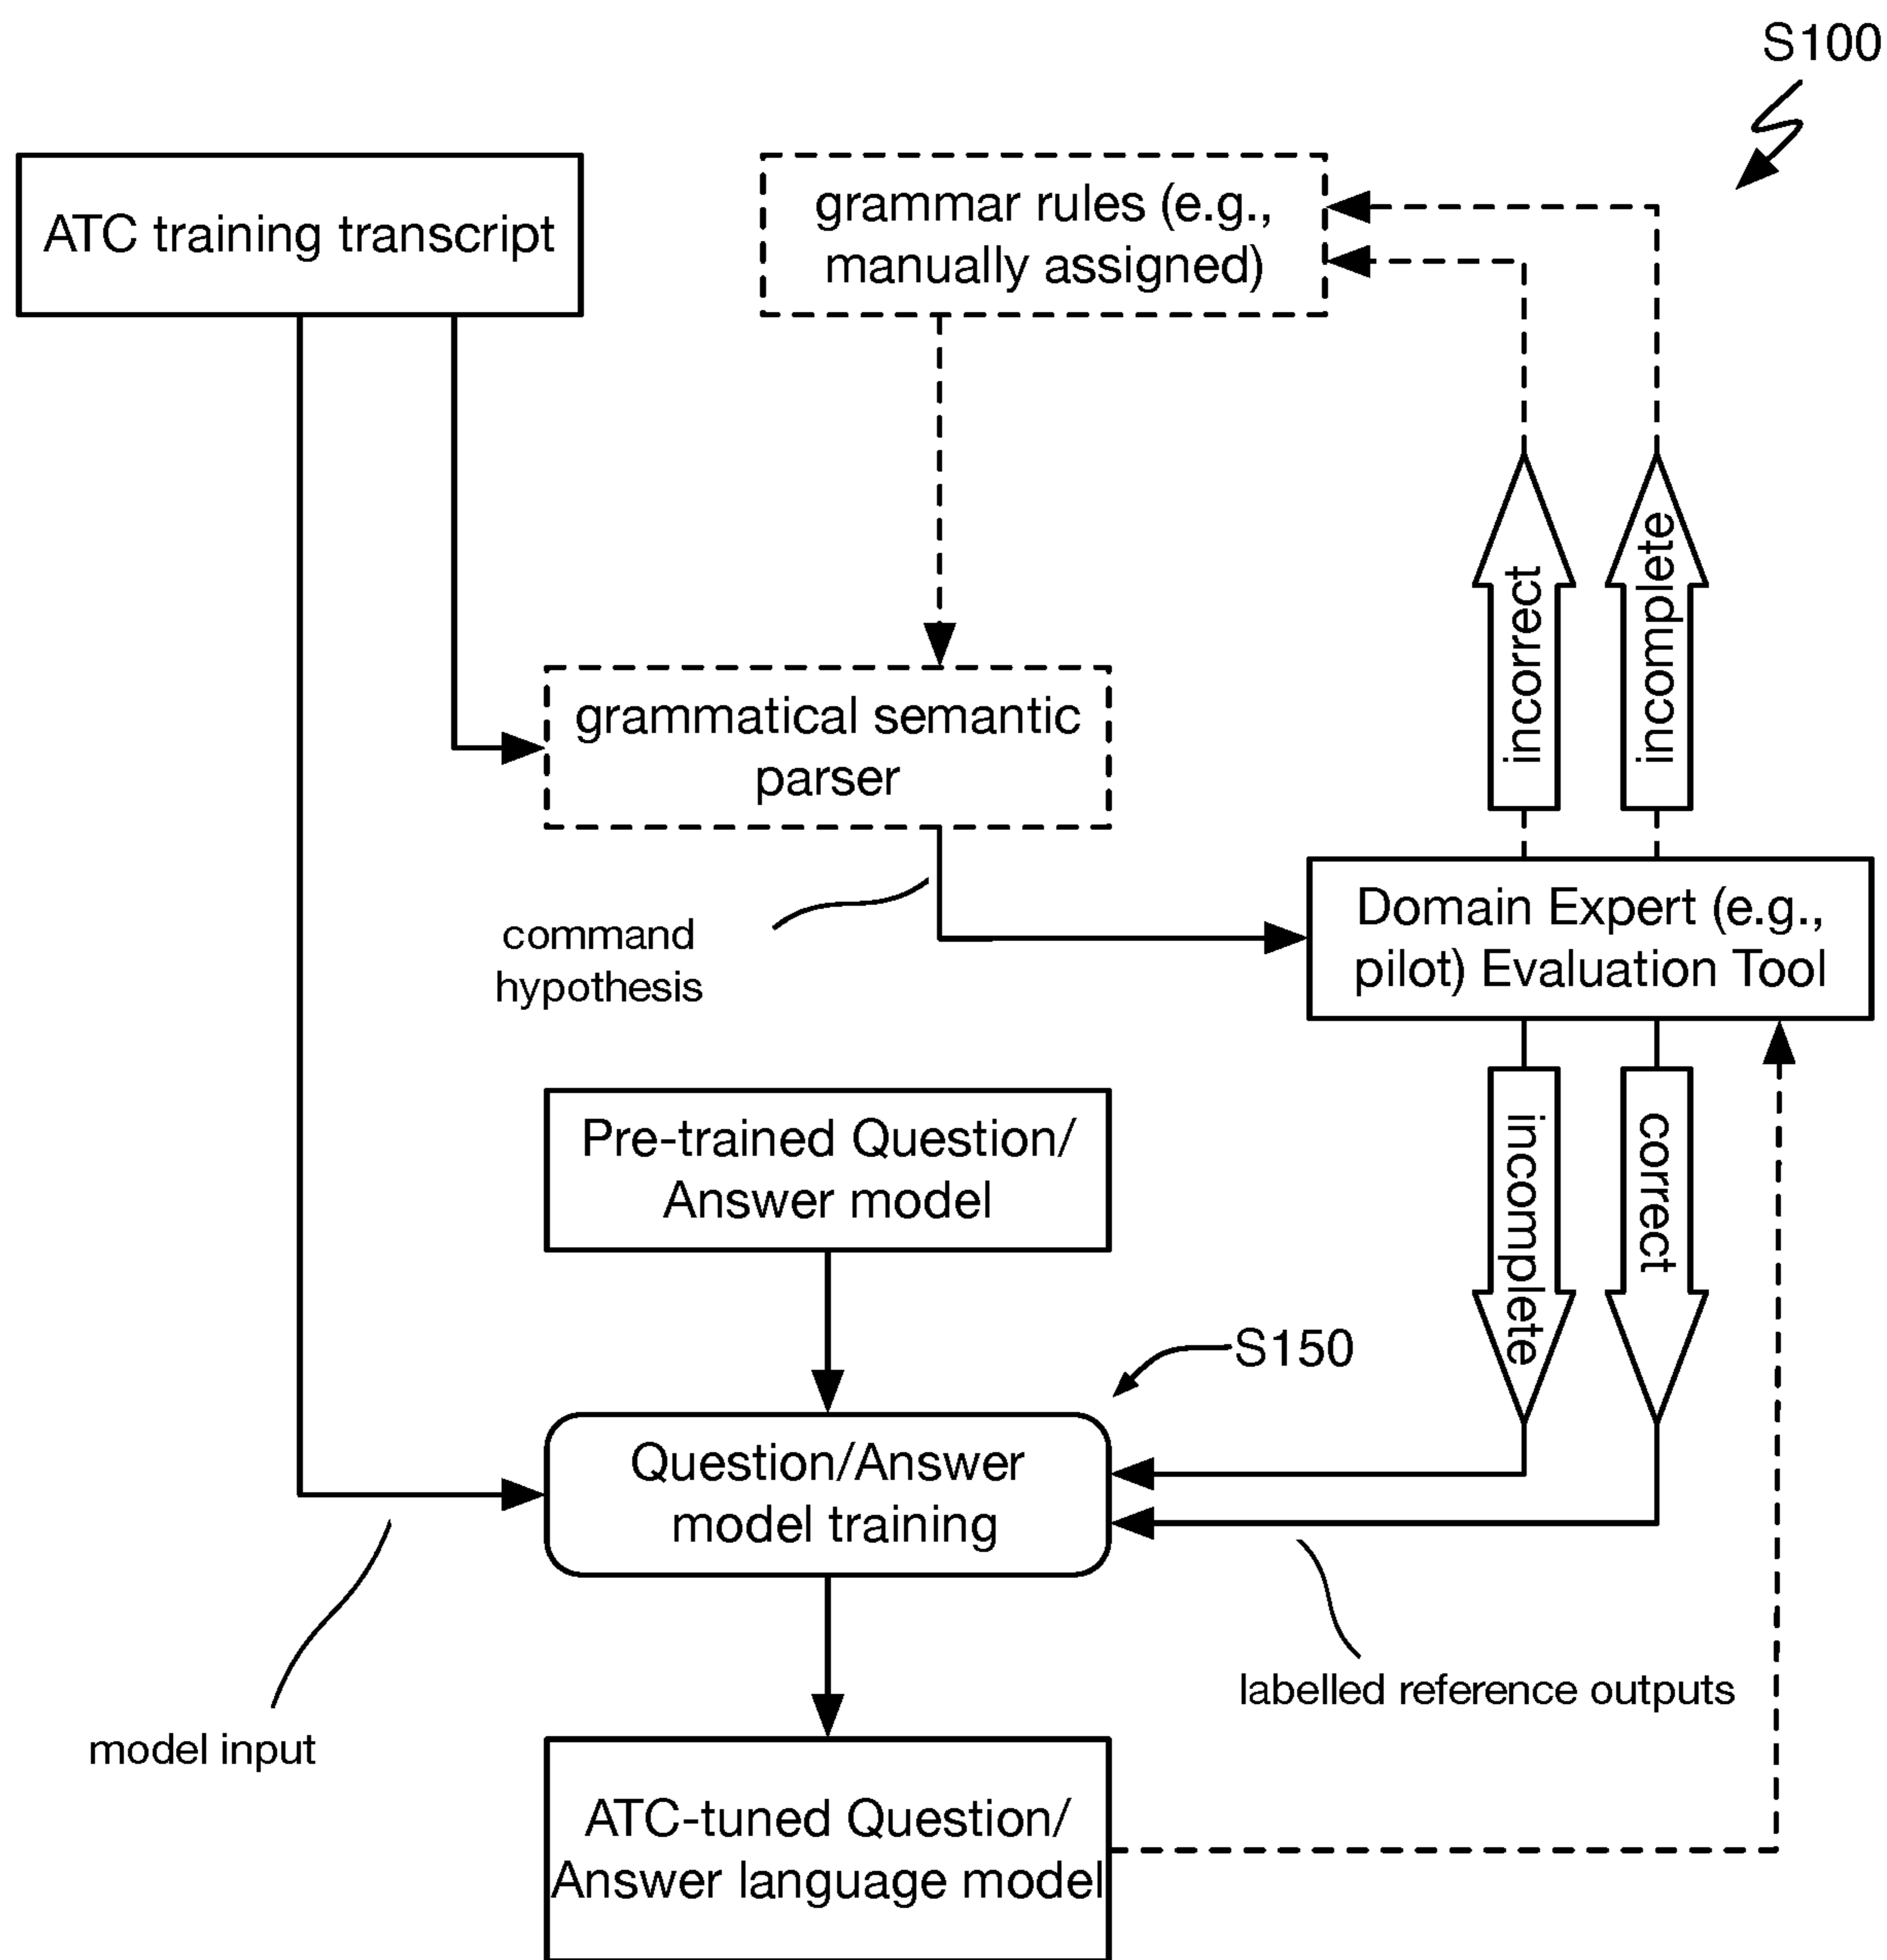 S100
ATC training transcript
grammar rules (e.g.,
manually assigned)
grammatical semantic
parser
incorrect
incomplete
command
hypothesis
Domain Expert (e.g.,
pilot) Evaluation Tool
Pre-trained Question/
Answer model
incomplete
correct
S150
Question/Answer
model training
labelled reference outputs
model input
ATC-tuned Question/
Answer language model